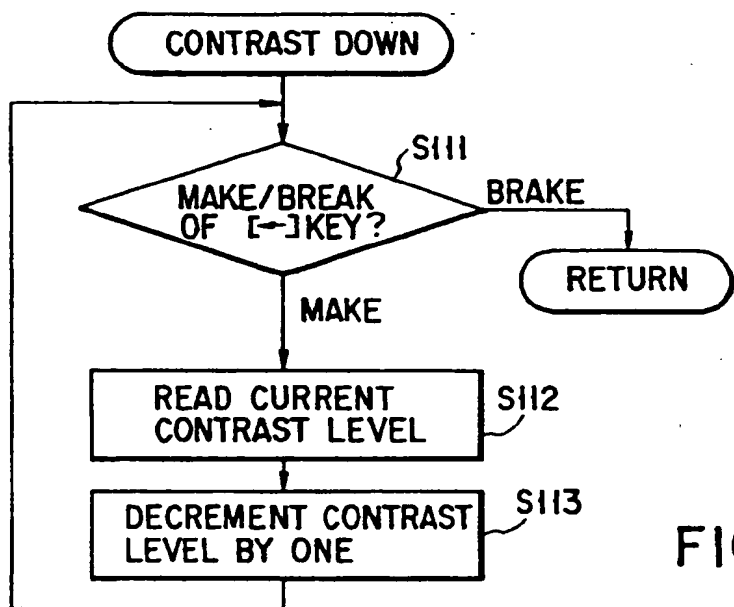 CONTRAST DOWN
S111
MAKE/BREAK
OF [←]KEY?
BRAKE
RETURN
MAKE
READ CURRENT
CONTRAST LEVEL
S112
DECREMENT CONTRAST
LEVEL BY ONE
S113